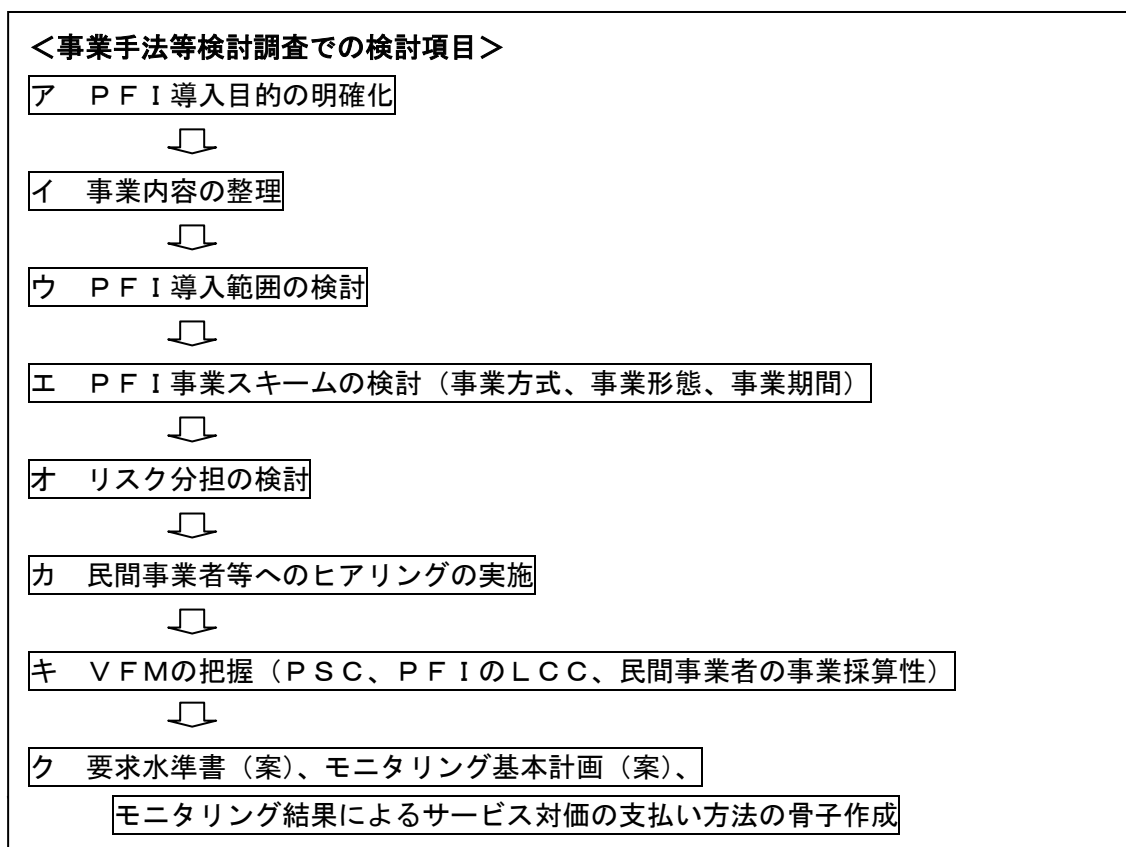 ＜事業手法等検討調査での検討項目＞
ア　ＰＦＩ導入目的の明確化
イ　事業内容の整理
ウ　ＰＦＩ導入範囲の検討
エ　ＰＦＩ事業スキームの検討（事業方式、事業形態、事業期間）
オ　リスク分担の検討
カ　民間事業者等へのヒアリングの実施
キ　ＶＦＭの把握（ＰＳＣ、ＰＦＩのＬＣＣ、民間事業者の事業採算性）
ク　要求水準書（案）、モニタリング基本計画（案）、
モニタリング結果によるサービス対価の支払い方法の骨子作成